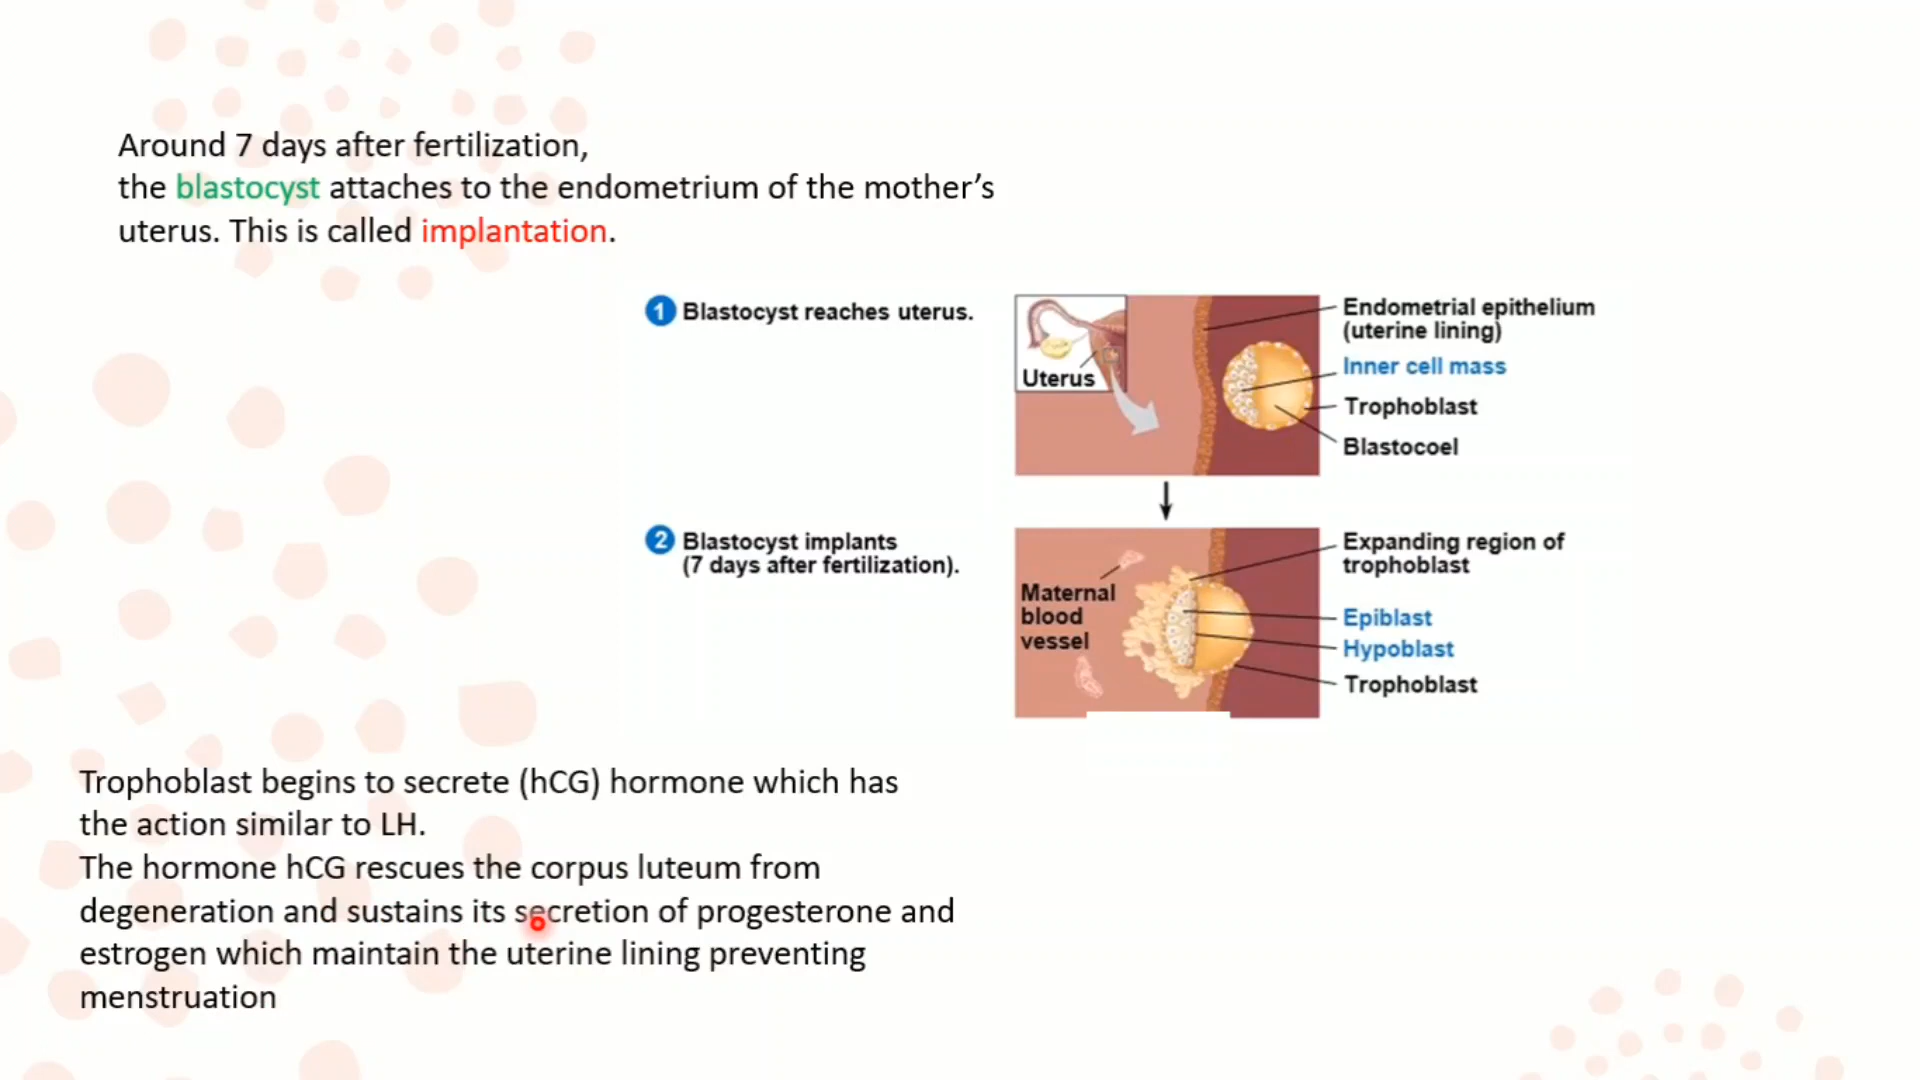 Around 7 days after fertilization,
the blastocyst attaches to the endometrium of the mother’s
uterus. This is called implantation.
1 Blastocyst reaches uterus.
Uterus
Endometrial epithelium
(uterine lining)
Inner cell mass
Trophoblast
Blastocoel
2 Blastocyst implants
(7 days after fertilization).
Maternal
blood
vessel
Expanding region of
trophoblast
Epiblast
Hypoblast
Trophoblast
Trophoblast begins to secrete (hCG) hormone which has
the action similar to LH.
The hormone hCG rescues the corpus luteum from
degeneration and sustains its secretion of progesterone and
estrogen which maintain the uterine lining preventing
menstruation